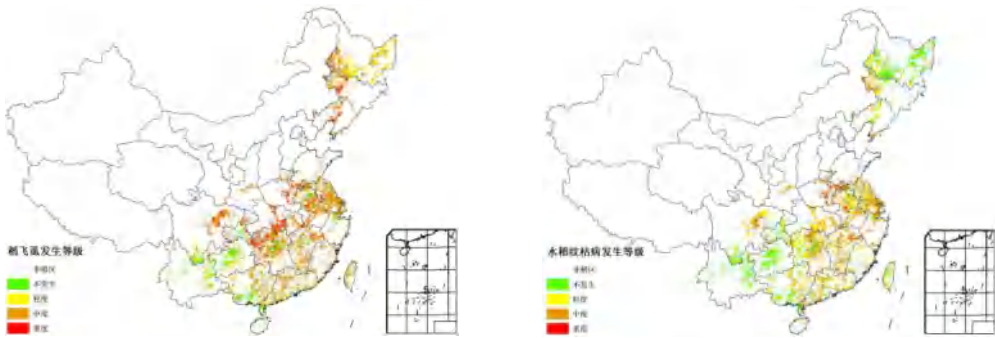 稻飞虱发生等级
非稻区
不发生
轻度
中度
重度
水稻纹枯病发生等级
非稻区
不发生
轻度
中度
重度